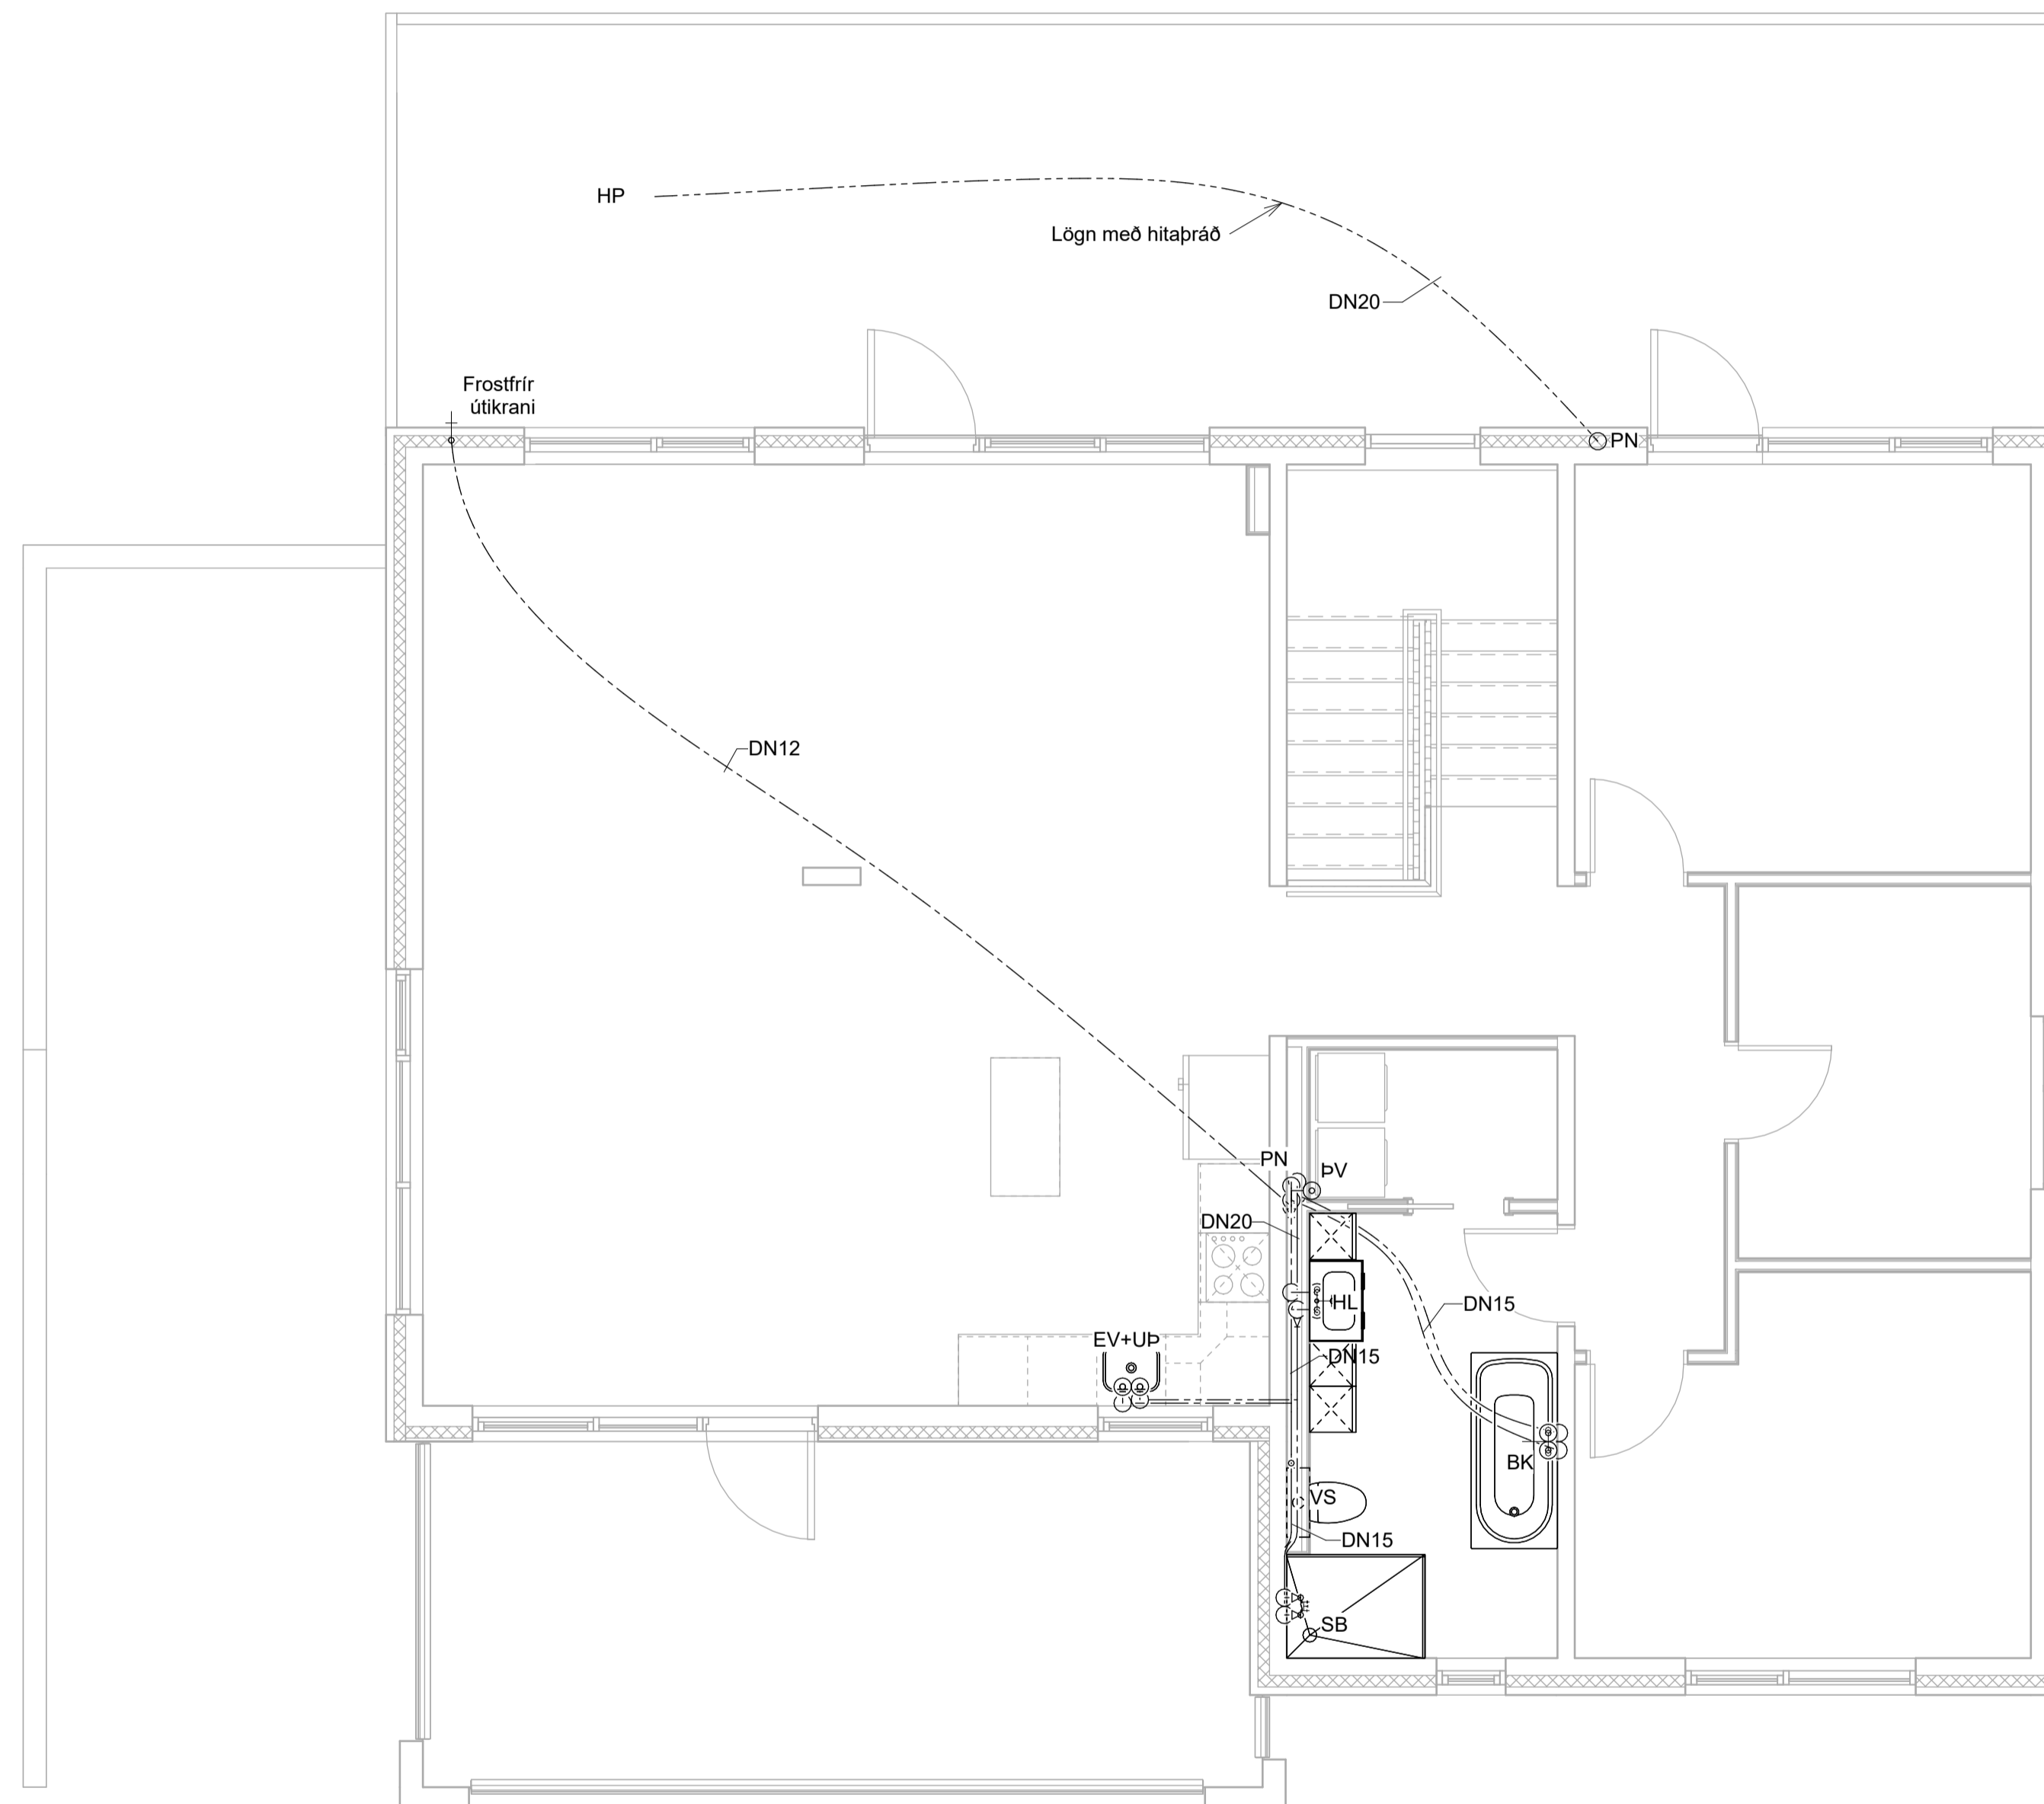 HP
Lögn með hitaþráð
DN20
Frostfrír
útikrani
PN
DN12
PN
ÞV
DN20
HL
DN15
EV+UÞ
DN15
BK
VS
DN15
SB